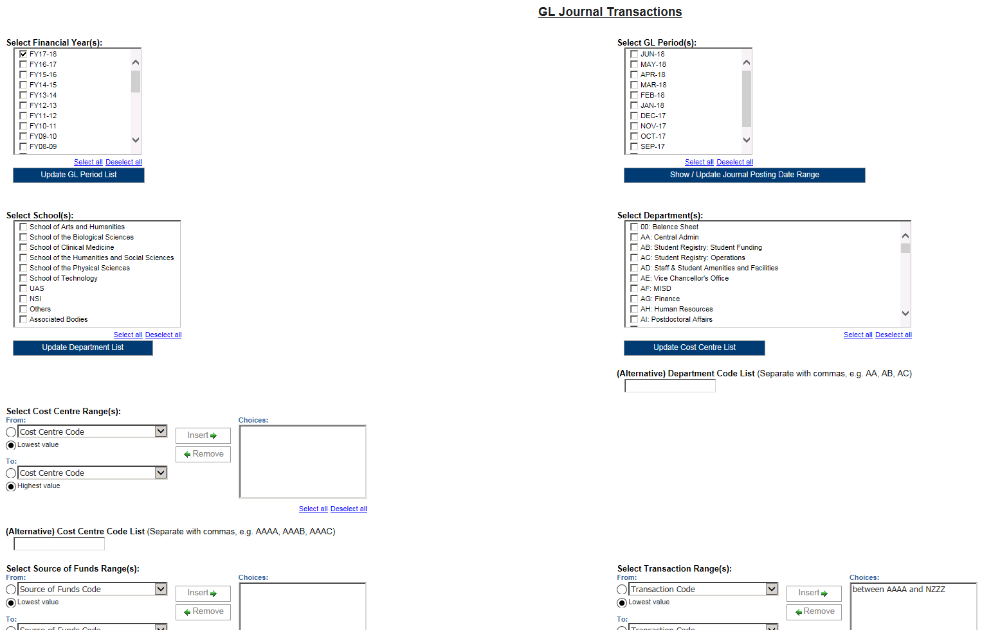 GL Journal Transactions
Select Financial Year(s):
FY17-18
FY16-17
FY15-16
FY14-15
FY13-14
FY12-13
FY11-12
FY10-11
FY09-10
FY08-09
Select all Deselect all
Update GL Period List
Select GL Period(s):
JUN-18
MAY-18
APR-18
MAR-18
FEB-18
JAN-18
DEC-17
NOV-17
OCT-17
SEP-17
Select all Deselect all
Show / Update Journal Posting Date Range
Select School(s):
School of Arts and Humanities
School of the Biological Sciences
School of Clinical Medicine
School of the Humanities and Social Sciences
School of the Physical Sciences
School of Technology
UAS
NSI
Others
Associated Bodies
Select all Deselect all
Update Department List
Select Department(s):
00: Balance Sheet
AA: Central Admin
AB: Student Registry: Student Funding
AC: Student Registry: Operations
AD: Staff & Student Amenities and Facilities
AE: Vice Chancellor's Office
AF: MISD
AG: Finance
AH: Human Resources
AI: Postdoctoral Affairs
Select all Deselect all
Update Cost Centre List
(Alternative) Department Code List (Separate with commas, e.g. AA, AB, AC)
Select Cost Centre Range(s):
From:
Cost Centre Code
Lowest value
To:
Cost Centre Code
Highest value
Insert
Remove
Choices:
Select all Deselect all
(Alternative) Cost Centre Code List (Separate with commas, e.g. AAAA, AAAB, AAAC)
Select Source of Funds Range(s):
From:
Source of Funds Code
Lowest value
To:
Source of Funds Code
Insert
Remove
Choices:
Select Transaction Range(s):
From:
Transaction Code
Lowest value
To:
Transaction Code
Insert
Remove
Choices:
between AAAA and NZZZ